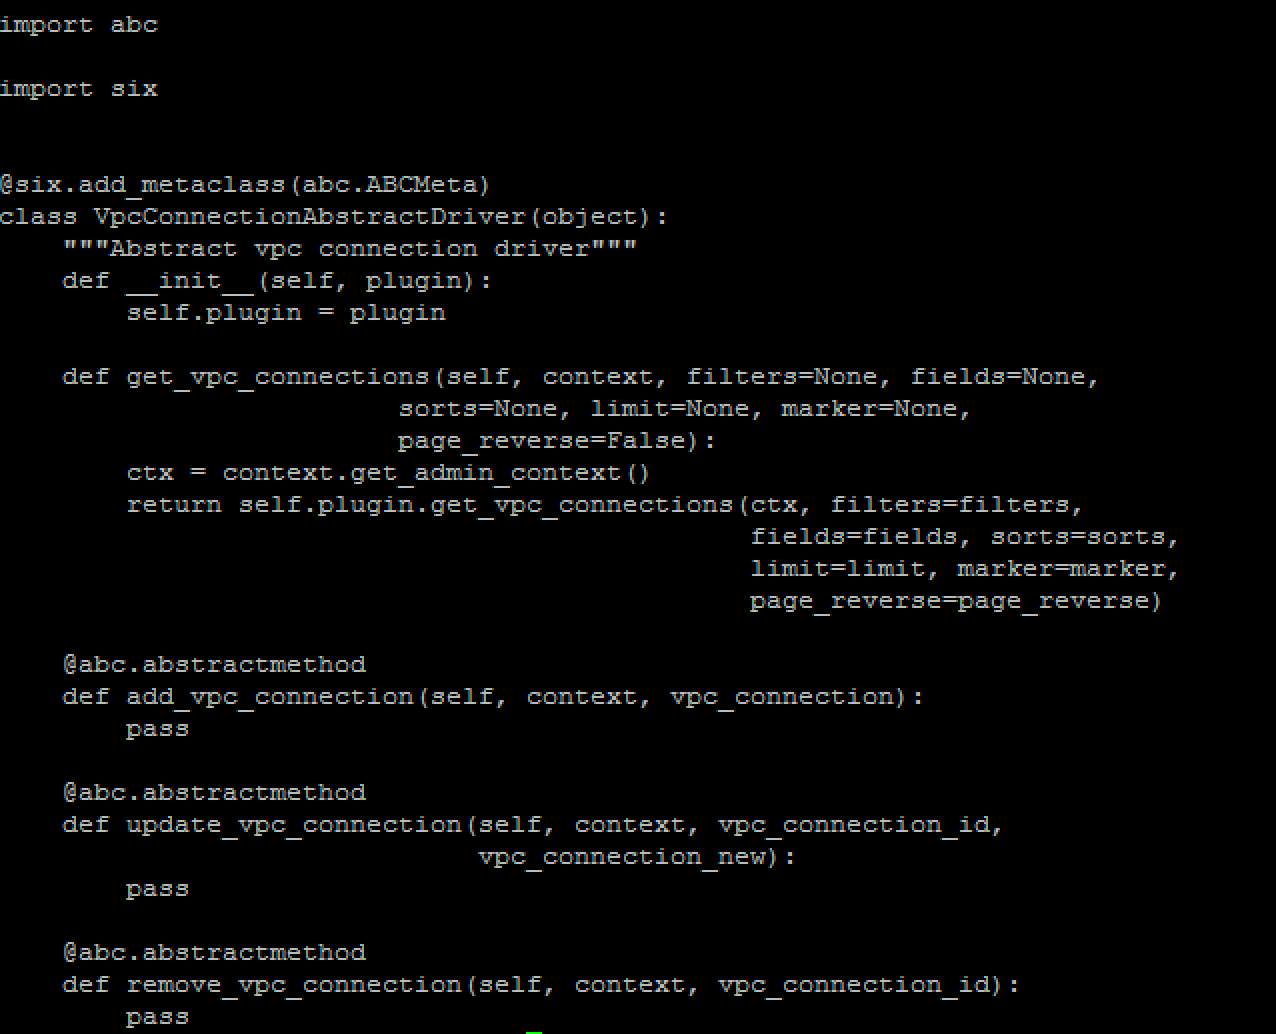 import abc

import six


@six.add_metaclass(abc.ABCMeta)
class VpcConnectionAbstractDriver(object):
    """Abstract vpc connection driver"""
    def __init__(self, plugin):
        self.plugin = plugin

    def get_vpc_connections(self, context, filters=None, fields=None,
                         sorts=None, limit=None, marker=None,
                         page_reverse=False):
        ctx = context.get_admin_context()
        return self.plugin.get_vpc_connections(ctx, filters=filters,
                                               fields=fields, sorts=sorts,
                                               limit=limit, marker=marker,
                                               page_reverse=page_reverse)

    @abc.abstractmethod
    def add_vpc_connection(self, context, vpc_connection):
        pass

    @abc.abstractmethod
    def update_vpc_connection(self, context, vpc_connection_id,
                              vpc_connection_new):
        pass

    @abc.abstractmethod
    def remove_vpc_connection(self, context, vpc_connection_id):
        pass